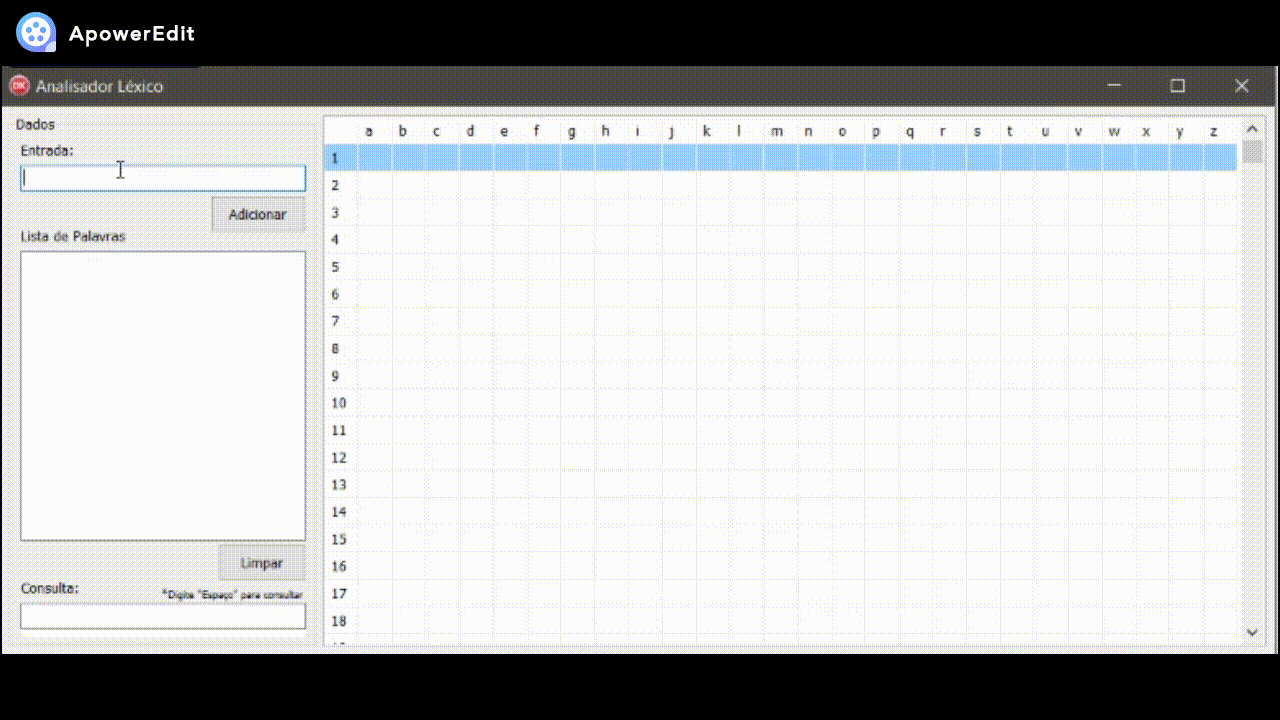 ApowerEdit
Analisador Léxico
Dados
Entrada:
Adicionar
Lista de Palavras
Limpar
Consulta:
*Digite "Espaço" para consultar
a b c d e f g h i j k l m n o p q r s t u v w x y z
1
2
3
4
5
6
7
8
9
10
11
12
13
14
15
16
17
18